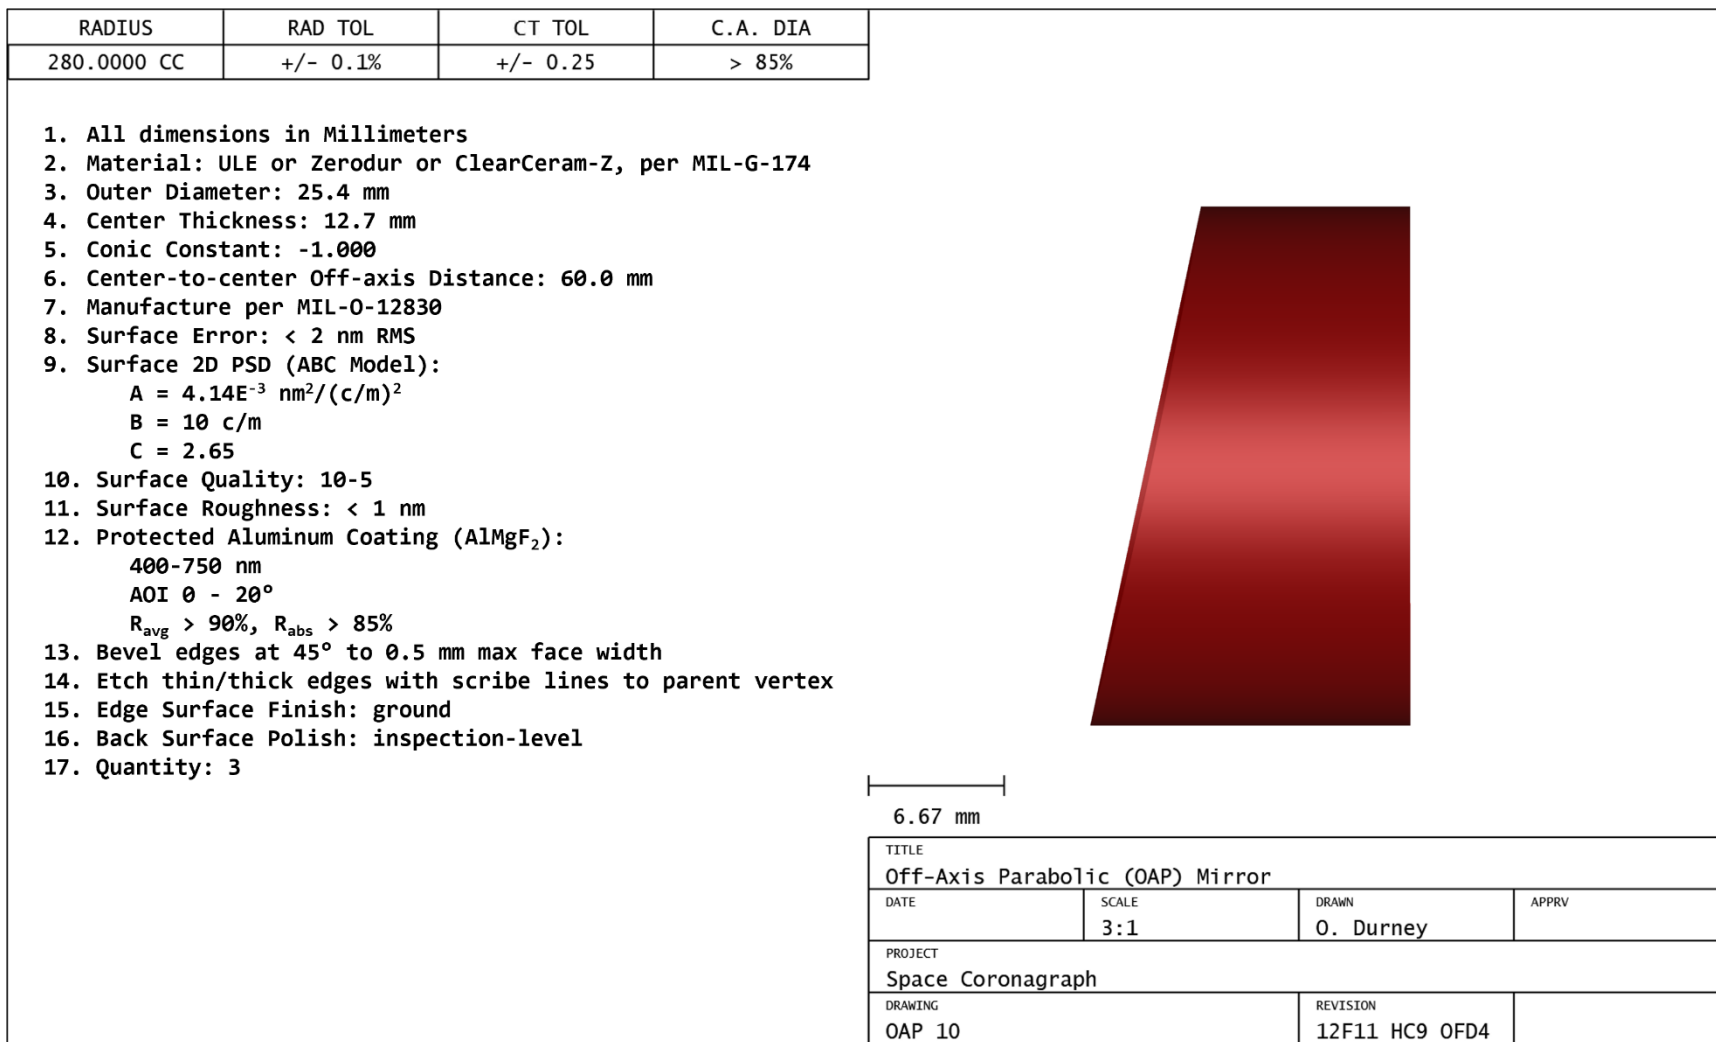 RADIUS RAD TOL CT TOL C.A. DIA
280.0000 CC +/- 0.1% +/- 0.25 > 85%
1. All dimensions in Millimeters
2. Material: ULE or Zerodur or ClearCeram-Z, per MIL-G-174
3. Outer Diameter: 25.4 mm
4. Center Thickness: 12.7 mm
5. Conic Constant: -1.000
6. Center-to-center Off-axis Distance: 60.0 mm
7. Manufacture per MIL-O-12830
8. Surface Error: < 2 nm RMS
9. Surface 2D PSD (ABC Model):
A = 4.14E⁻³ nm²/(c/m)²
B = 10 c/m
C = 2.65
10. Surface Quality: 10-5
11. Surface Roughness: < 1 nm
12. Protected Aluminum Coating (AlMgF₂):
400-750 nm
AOI 0 - 20°
Ravg > 90%, Rabs > 85%
13. Bevel edges at 45° to 0.5 mm max face width
14. Etch thin/thick edges with scribe lines to parent vertex
15. Edge Surface Finish: ground
16. Back Surface Polish: inspection-level
17. Quantity: 3
6.67 mm
TITLE
Off-Axis Parabolic (OAP) Mirror
DATE SCALE DRAWN APPRV
3:1 O. Durney
PROJECT
Space Coronagraph
DRAWING REVISION
OAP 10 12F11 HC9 OFD4